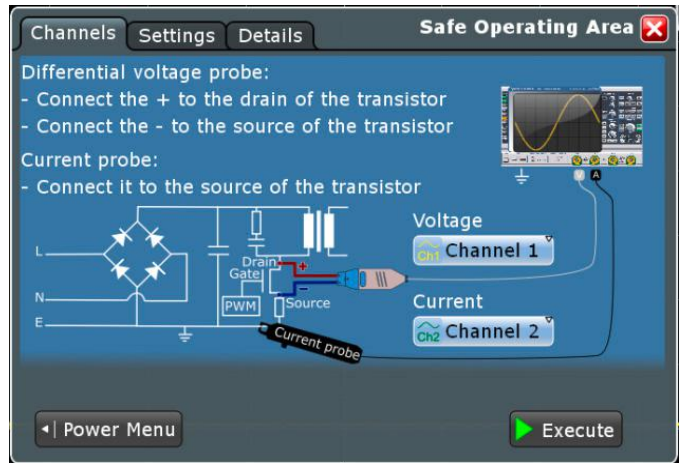 Channels
Settings
Details
Safe Operating Area
Differential voltage probe:
- Connect the + to the drain of the transistor
- Connect the - to the source of the transistor
Current probe:
- Connect it to the source of the transistor
V A
Voltage
Ch1 Channel 1
Current
Ch2 Channel 2
L
N
E
Drain
+
Gate
-
PWM
Source
Current probe
Power Menu
Execute